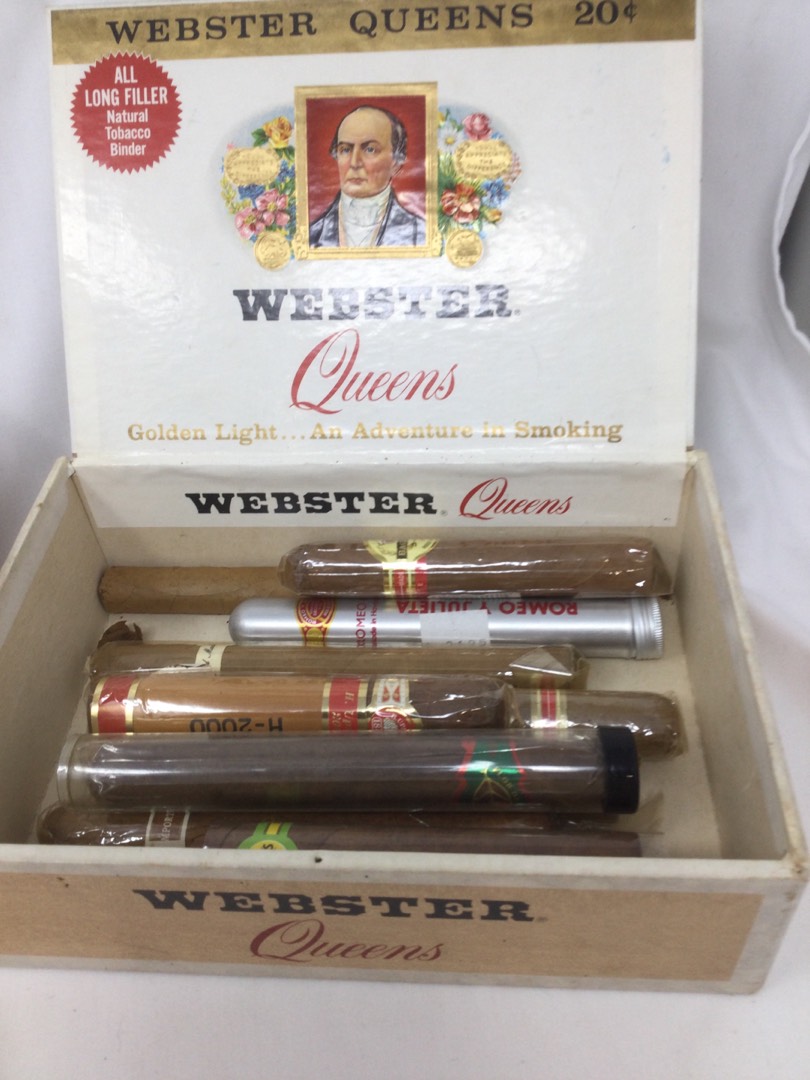 WEBSTER QUEENS 20¢
ALL
LONG FILLER
Natural
Tobacco
Binder
WEBSTER
Queens
Golden Light...An Adventure in Smoking
WEBSTER Queens
ROMEO Y JULIETA
ROMEO
H-2000
WEBSTER
Queens